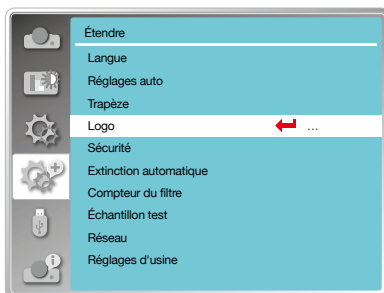 Étendre
Langue
Réglages auto
Trapèze
Logo ...
Sécurité
Extinction automatique
Compteur du filtre
Échantillon test
Réseau
Réglages d'usine